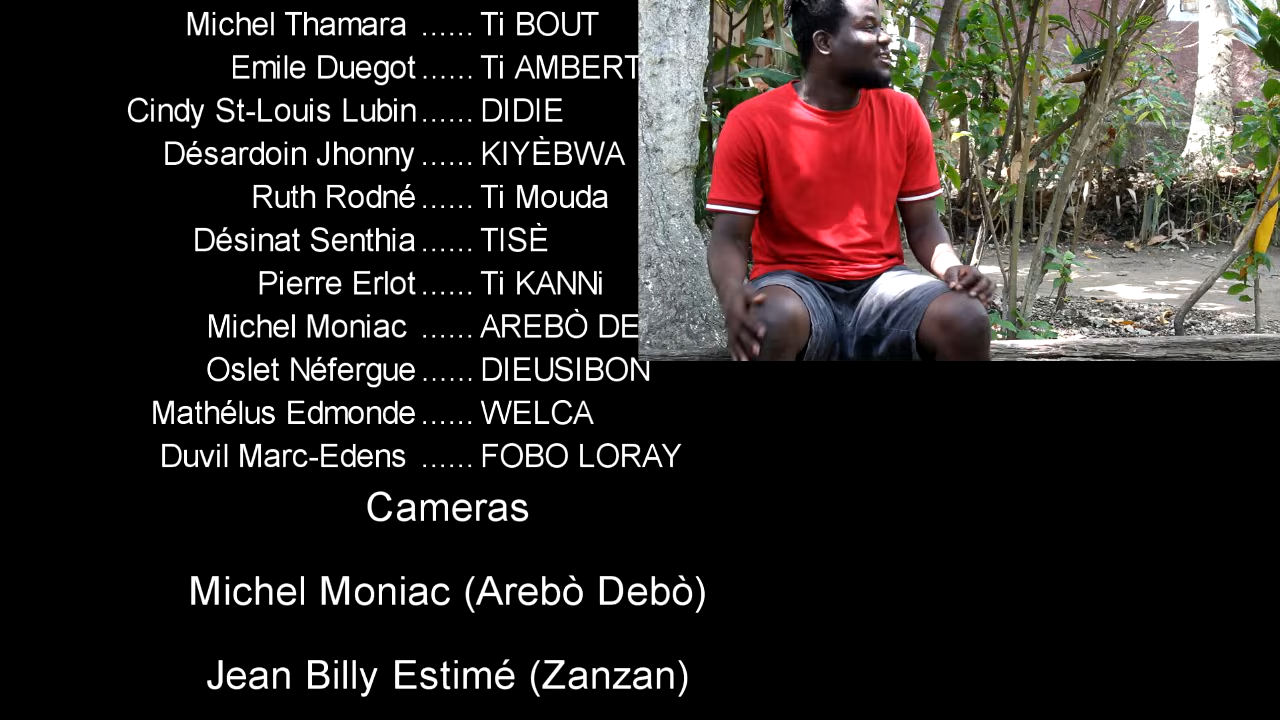 Michel Thamara ...... Ti BOUT
Emile Duegot ...... Ti AMBERT
Cindy St-Louis Lubin ...... DIDIE
Désardoin Jhonny ...... KIYÈBWA
Ruth Rodné ...... Ti Mouda
Désinat Senthia ...... TISÈ
Pierre Erlot ...... Ti KANNi
Michel Moniac ...... AREBÒ DE
Oslet Néfergue ...... DIEUSIBON
Mathélus Edmonde ...... WELCA
Duvil Marc-Edens ...... FOBO LORAY
Cameras
Michel Moniac (Arebò Debò)
Jean Billy Estimé (Zanzan)